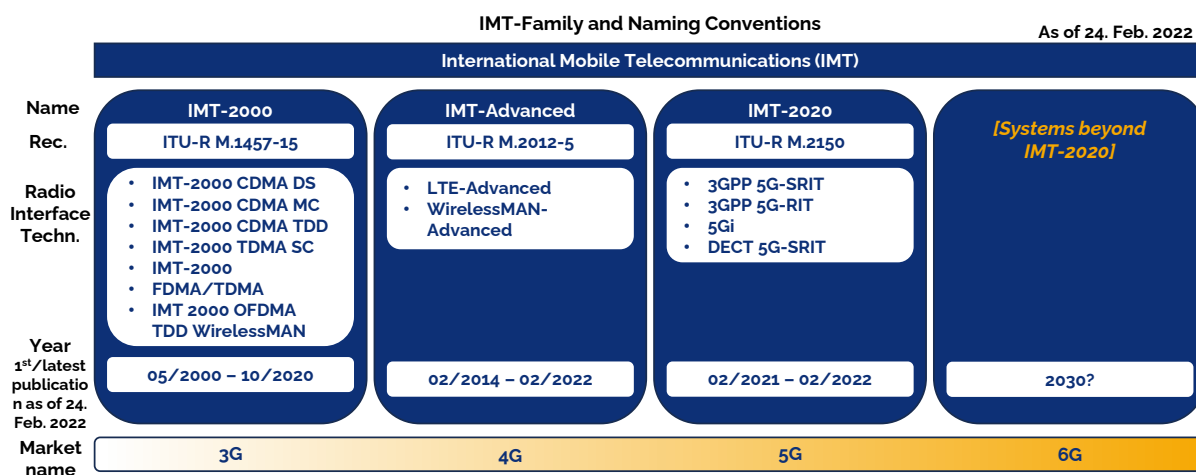 IMT-Family and Naming Conventions
As of 24. Feb. 2022
International Mobile Telecommunications (IMT)
Name
IMT-2000
IMT-Advanced
IMT-2020
[Systems beyond
IMT-2020]
Rec.
ITU-R M.1457-15
ITU-R M.2012-5
ITU-R M.2150
Radio
Interface
Techn.
• IMT-2000 CDMA DS
• IMT-2000 CDMA MC
• IMT-2000 CDMA TDD
• IMT-2000 TDMA SC
• IMT-2000
• FDMA/TDMA
• IMT 2000 OFDMA
TDD WirelessMAN
• LTE-Advanced
• WirelessMAN-
Advanced
• 3GPP 5G-SRIT
• 3GPP 5G-RIT
• 5Gi
• DECT 5G-SRIT
Year
1st/latest
publicatio
n as of 24.
Feb. 2022
05/2000 – 10/2020
02/2014 – 02/2022
02/2021 – 02/2022
2030?
Market
name
3G
4G
5G
6G